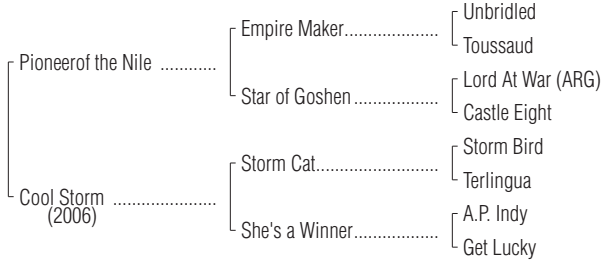 Unbridled
Empire Maker....................
Toussaud
Pioneerof the Nile ............
Lord At War (ARG)
Star of Goshen..................
Castle Eight
Storm Bird
Storm Cat..........................
Terlingua
Cool Storm ......................
(2006)
A.P. Indy
She's a Winner..................
Get Lucky